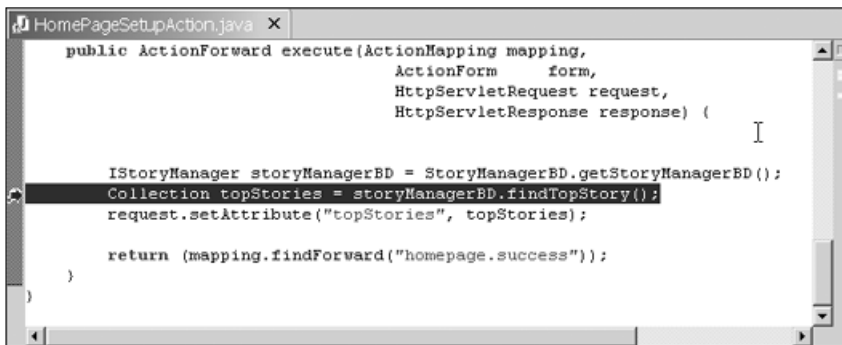 HomePageSetupAction.java
public ActionForward execute(ActionMapping mapping,
ActionForm form,
HttpServletRequest request,
HttpServletResponse response) {
IStoryManager storyManagerBD = StoryManagerBD.getStoryManagerBD();
Collection topStories = storyManagerBD.findTopStory();
request.setAttribute("topStories", topStories);
return (mapping.findForward("homepage.success"));
}
}